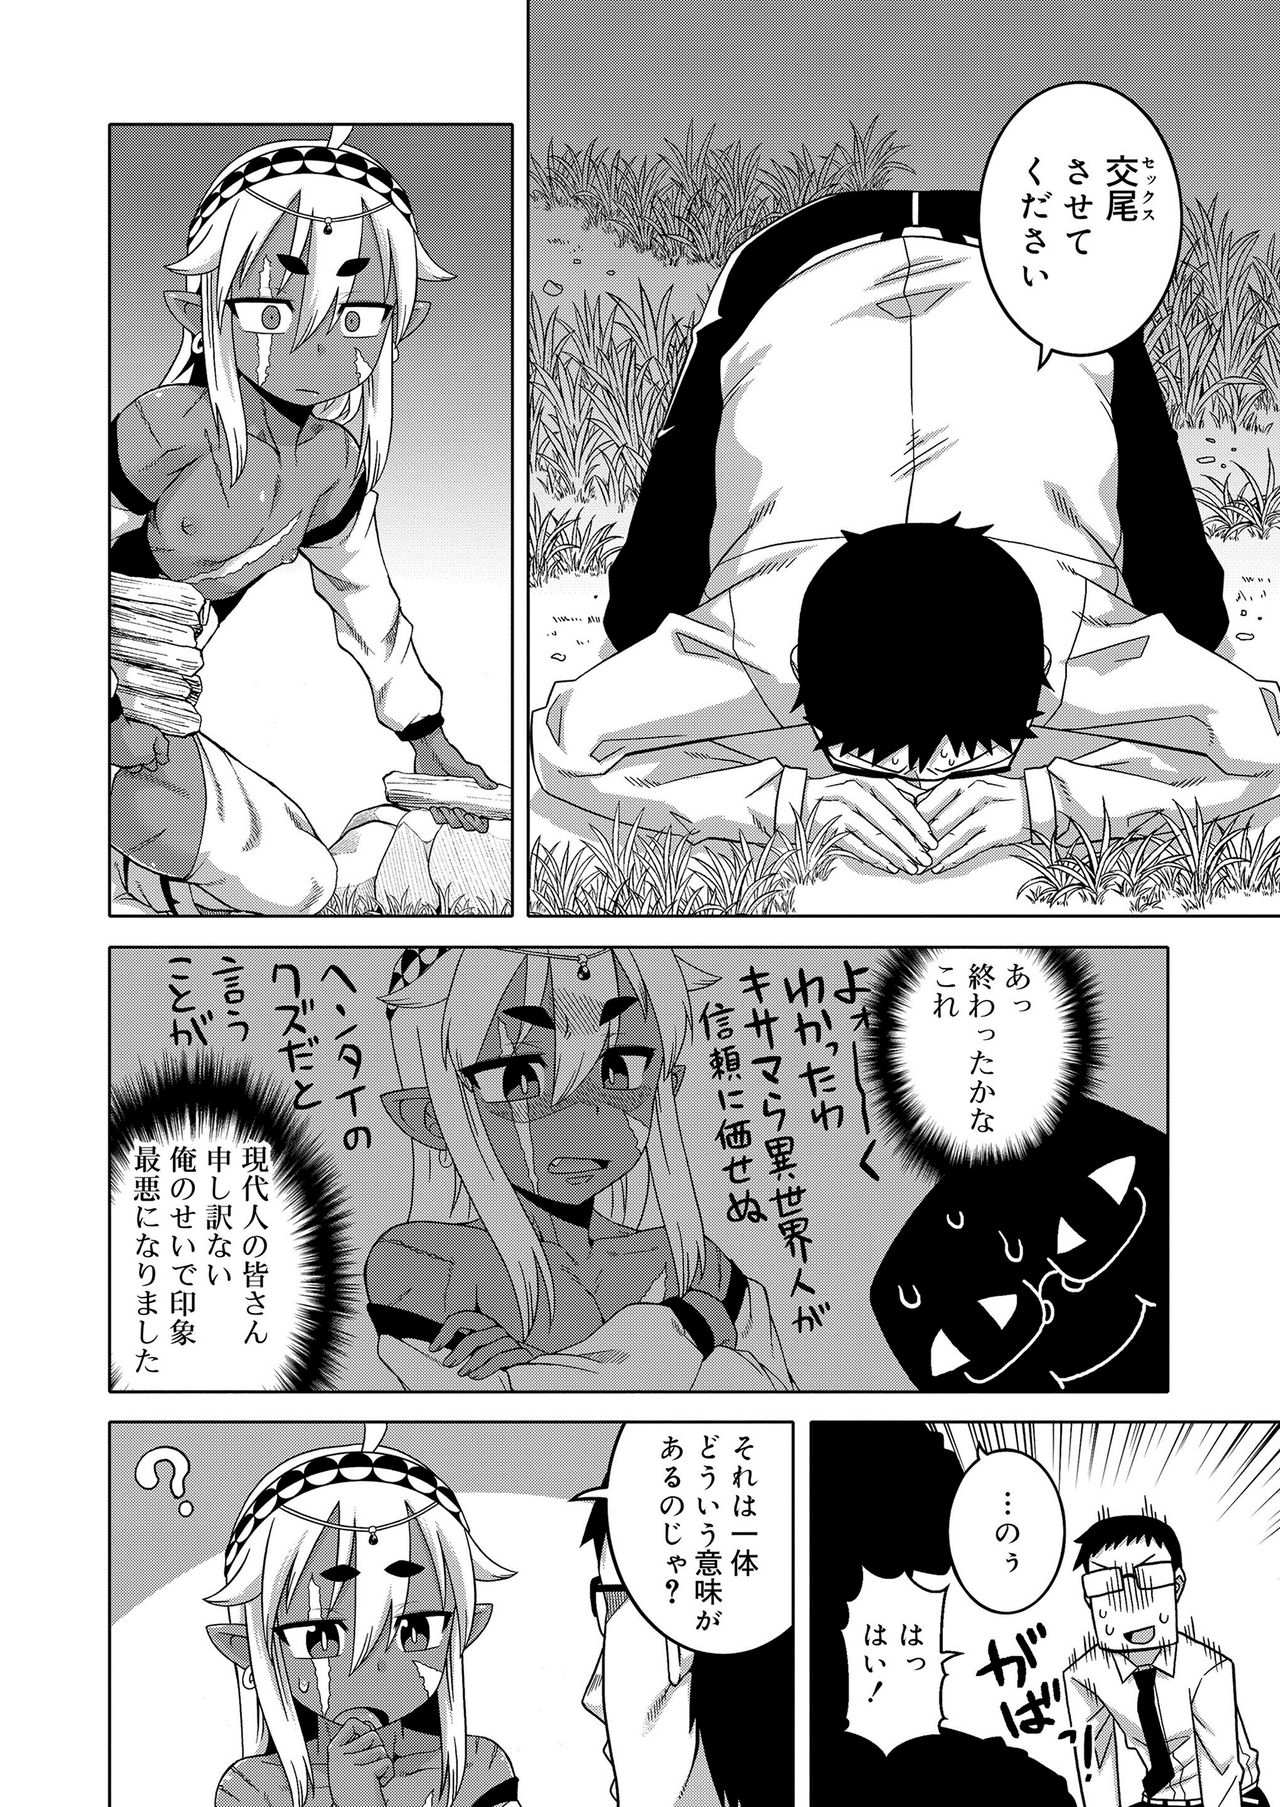 交尾
セックス
させて
ください
あっ
終わったかな
これ
よォーーく
わかったわ
キサマら異世界人が
信頼に価せぬ
ヘンタイの
クズだと
言う
ことが
現代人の皆さん
申し訳ない
俺のせいで印象
最悪になりました
…のぅ
がばっ!
はっ
はい!
それは一体
どういう意味が
あるのじゃ?
?